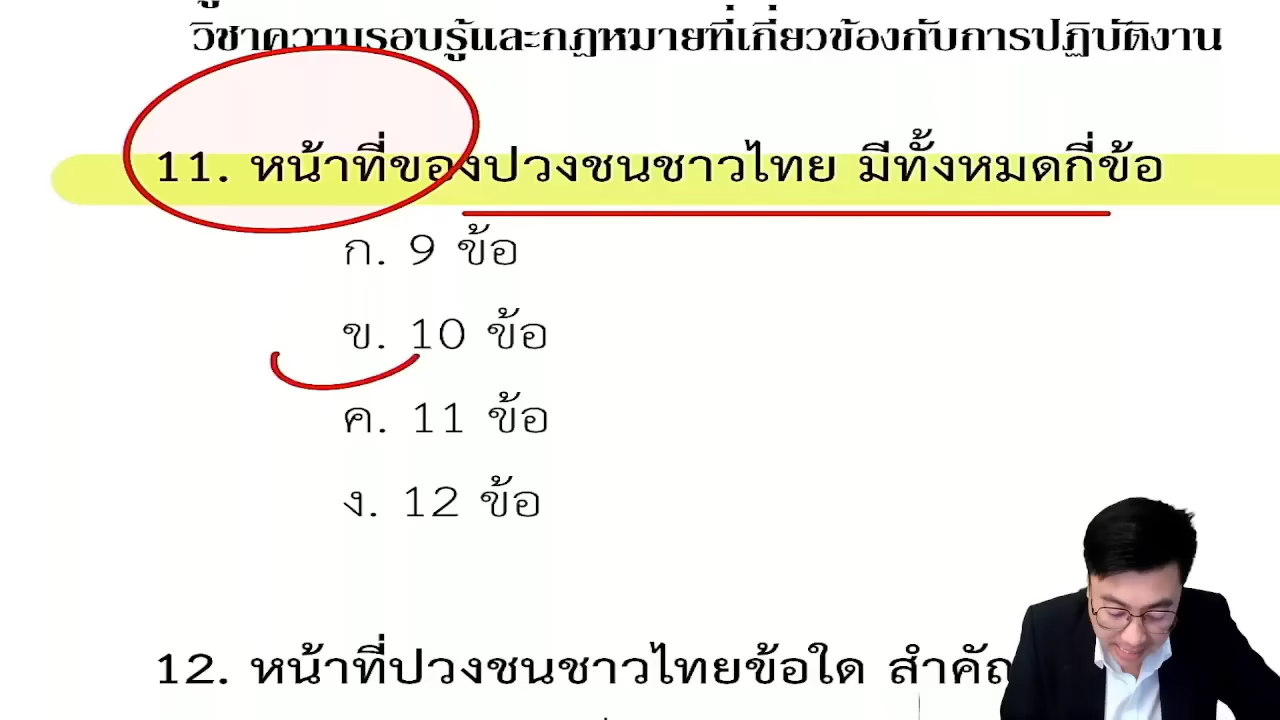 วิชาความรอบรู้และกฎหมายที่เกี่ยวข้องกับการปฏิบัติงาน
11. หน้าที่ของปวงชนชาวไทย มีทั้งหมดกี่ข้อ
ก. 9 ข้อ
ข. 10 ข้อ
ค. 11 ข้อ
ง. 12 ข้อ
12. หน้าที่ปวงชนชาวไทยข้อใด